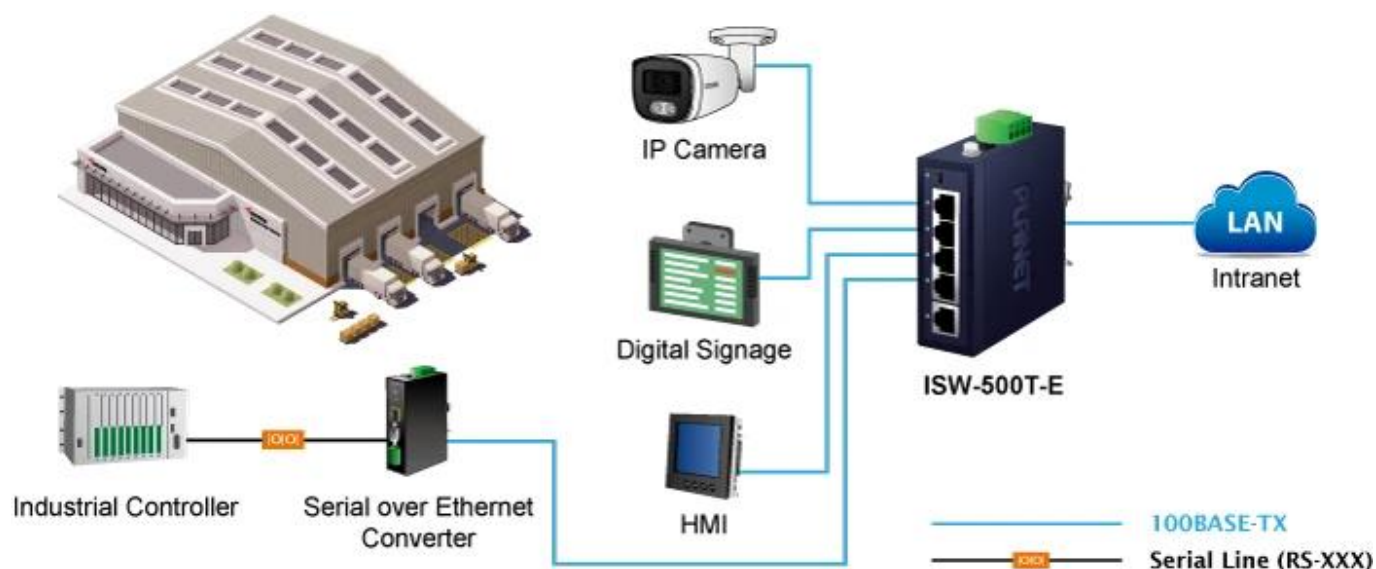 IP Camera
PLANET
LAN
Intranet
Digital Signage
ISW-500T-E
Industrial Controller
Serial over Ethernet
Converter
HMI
100BASE-TX
|O|O|
Serial Line (RS-XXX)
|O|O|